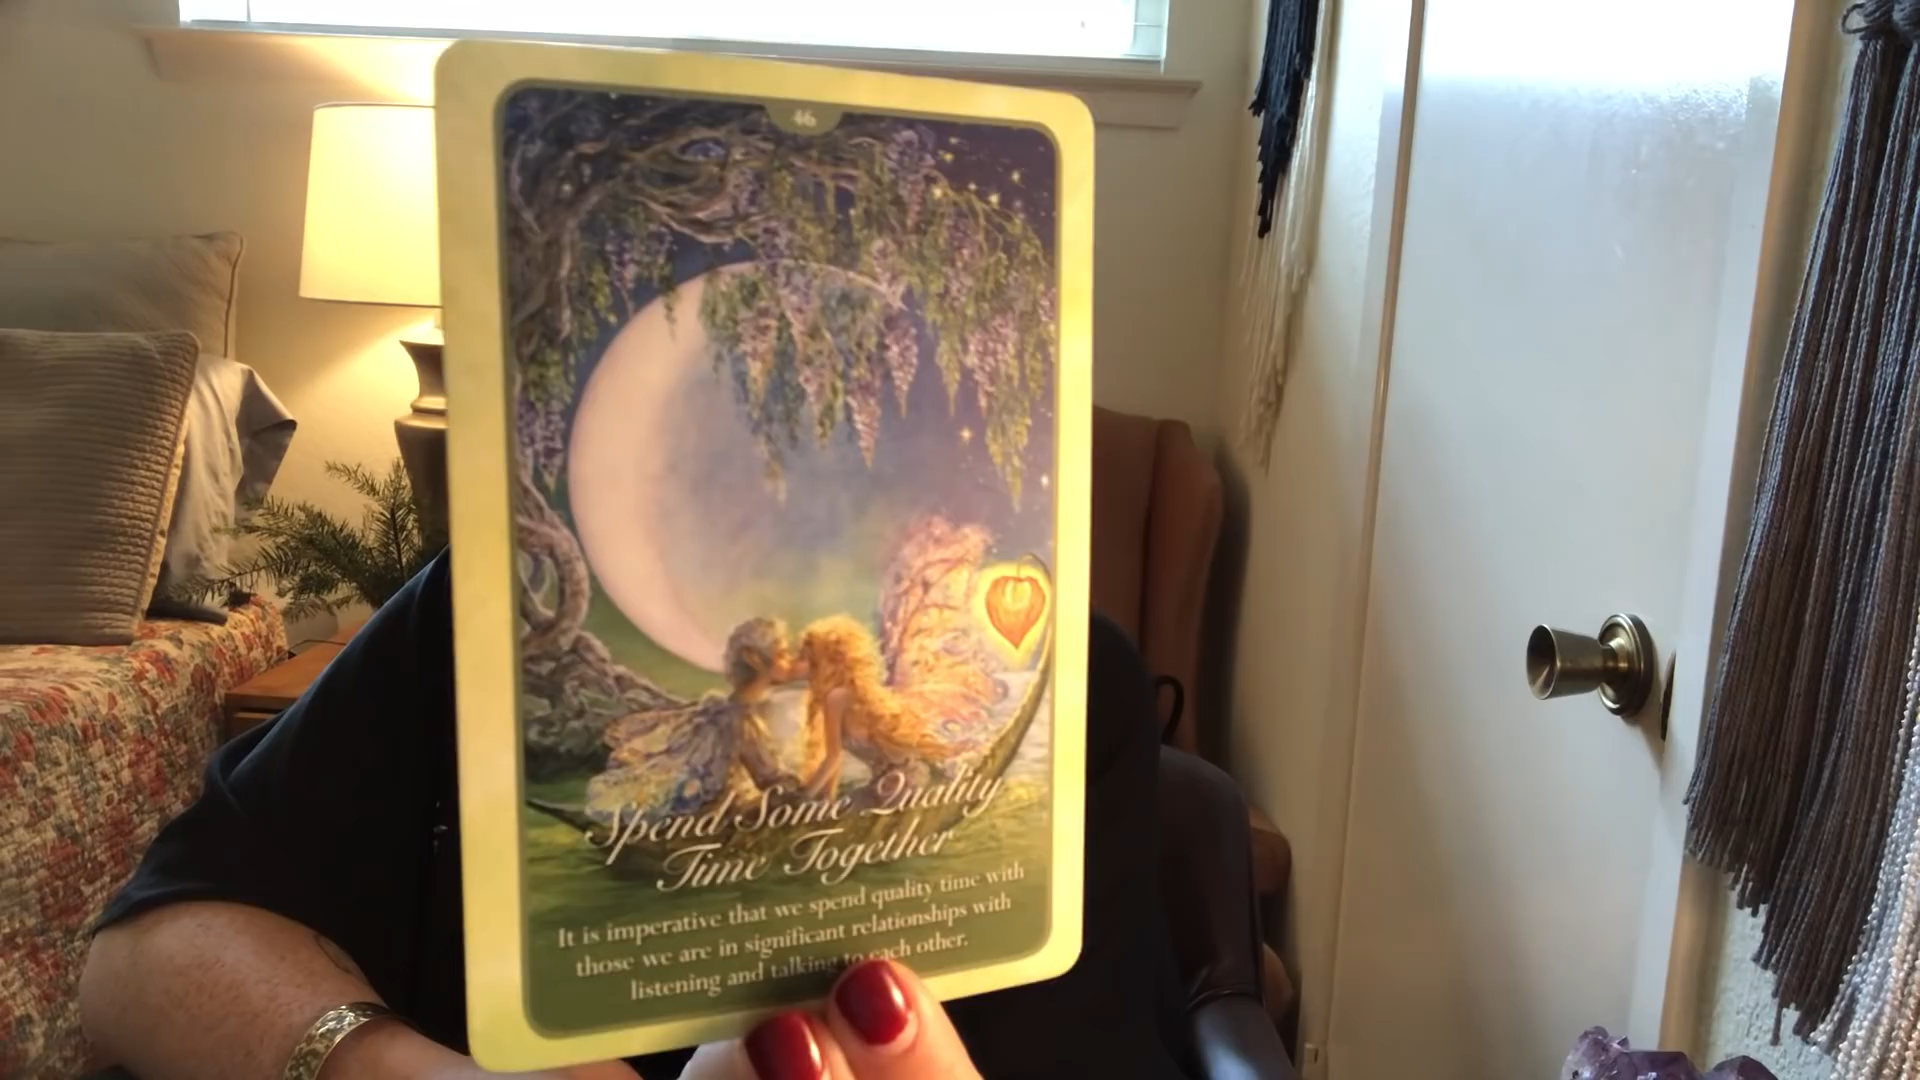 46
Spend Some Quality
Time Together
It is imperative that we spend quality time with
those we are in significant relationships with
listening and talking to each other.